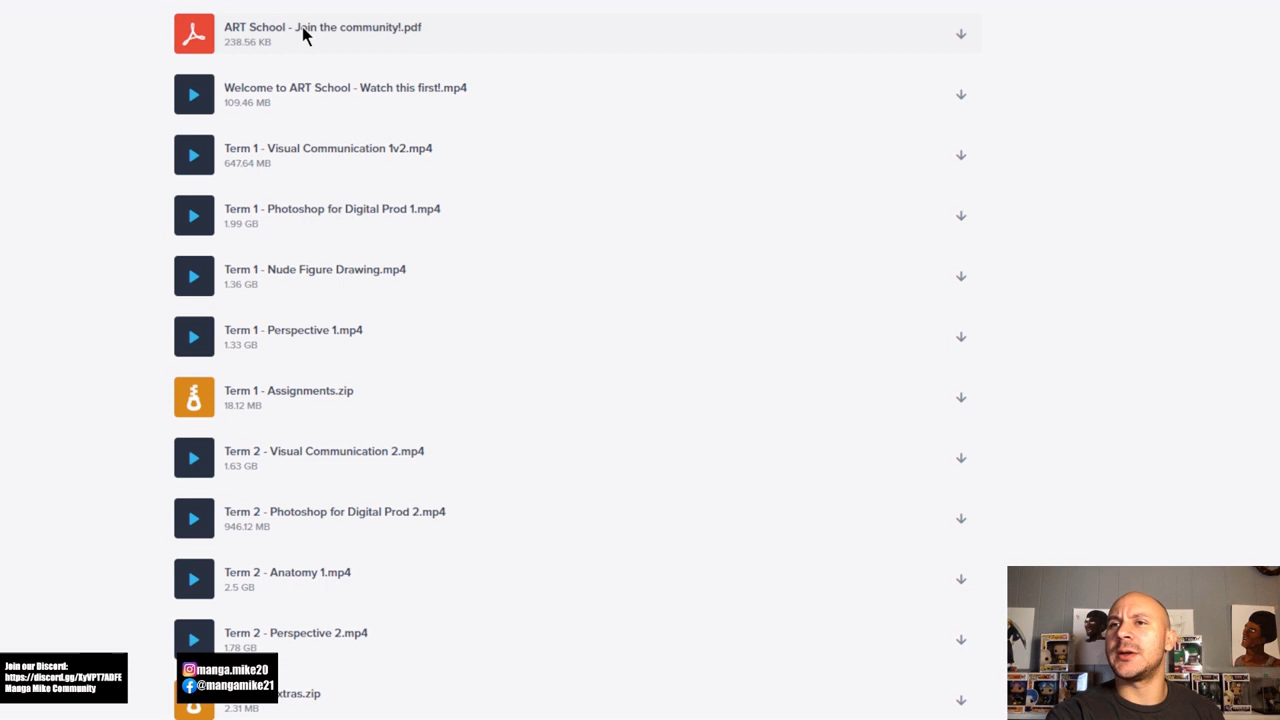 ART School - Join the community!.pdf
238.56 KB
Welcome to ART School - Watch this first!.mp4
109.46 MB
Term 1 - Visual Communication 1v2.mp4
647.64 MB
Term 1 - Photoshop for Digital Prod 1.mp4
1.99 GB
Term 1 - Nude Figure Drawing.mp4
1.36 GB
Term 1 - Perspective 1.mp4
1.33 GB
Term 1 - Assignments.zip
18.12 MB
Term 2 - Visual Communication 2.mp4
1.63 GB
Term 2 - Photoshop for Digital Prod 2.mp4
946.12 MB
Term 2 - Anatomy 1.mp4
2.5 GB
Term 2 - Perspective 2.mp4
1.78 GB
xtras.zip
2.31 MB
Join our Discord:
https://discord.gg/XyVPT7ADFE
Manga Mike Community
manga.mike20
@mangamike21